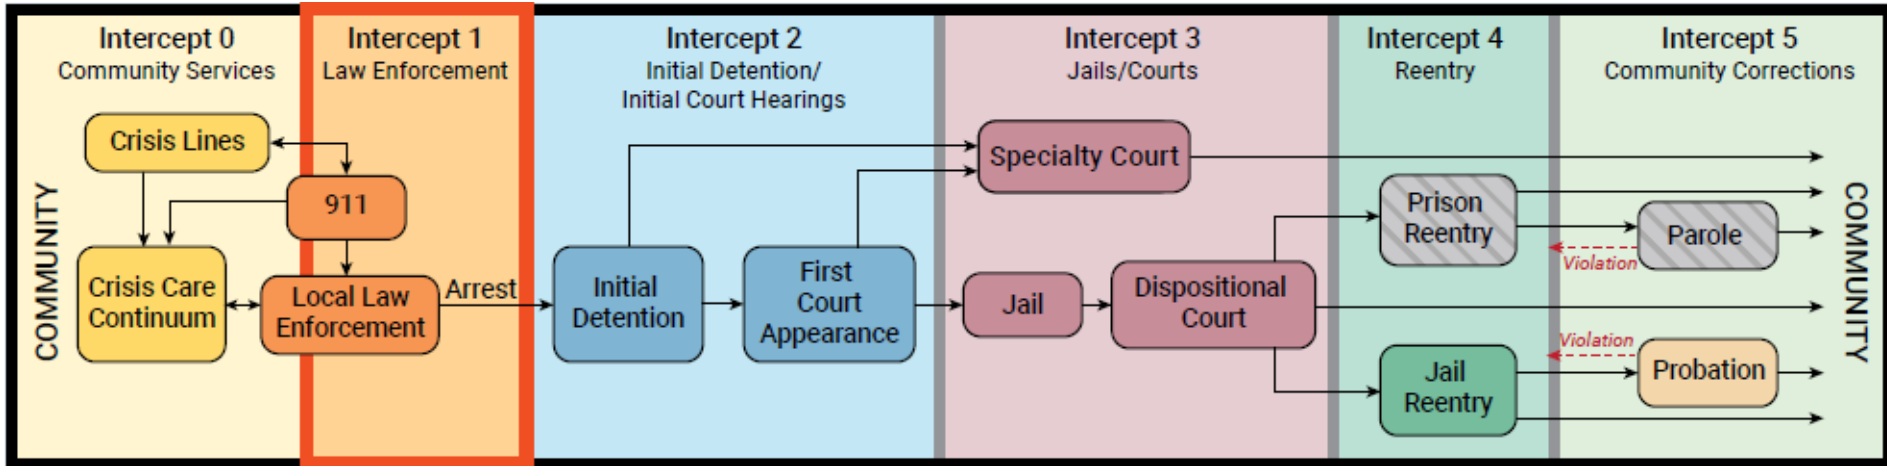 Intercept 0
Community Services
Intercept 1
Law Enforcement
Intercept 2
Initial Detention/
Initial Court Hearings
Intercept 3
Jails/Courts
Intercept 4
Reentry
Intercept 5
Community Corrections
COMMUNITY
Crisis Lines
911
Crisis Care
Continuum
Local Law
Enforcement
Arrest
Initial
Detention
First
Court
Appearance
Specialty Court
Jail
Dispositional
Court
Prison
Reentry
Jail
Reentry
Violation
Parole
Violation
Probation
COMMUNITY